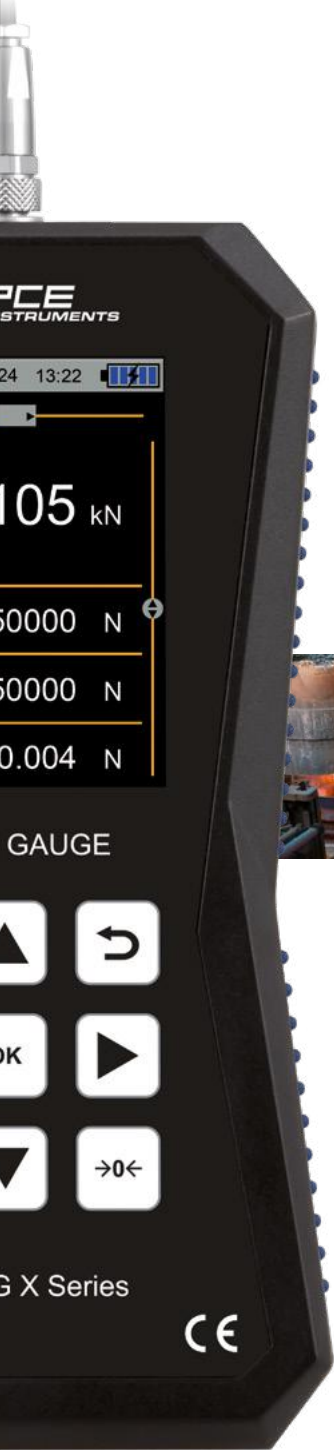 PCE
INSTRUMENTS
24 13:22
105 kN
50000 N
50000 N
0.004 N
GAUGE
OK
→0←
G X Series
CE